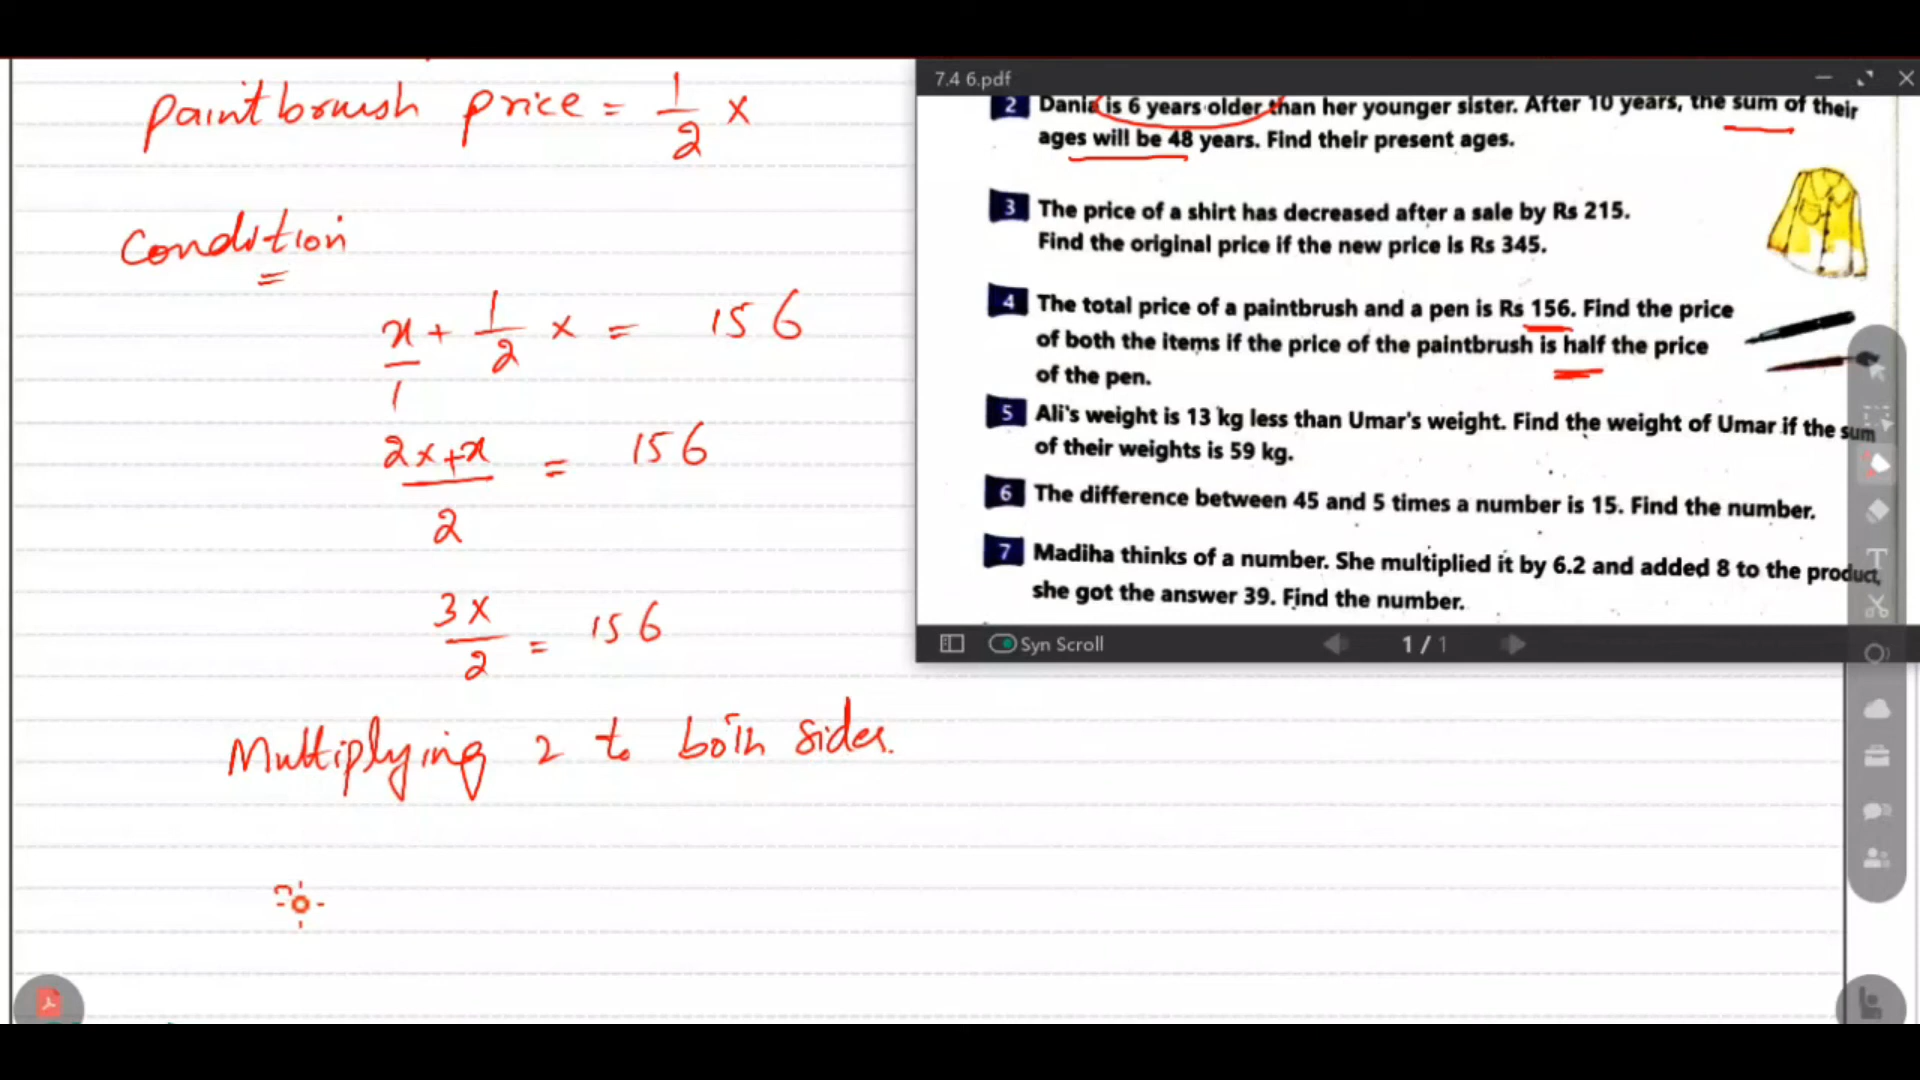 paintbrush price = 1/2 x
Condition
x/1 + 1/2 x = 156
2x+x/2 = 156
3x/2 = 156
Multiplying 2 to both sides.
7.4 6.pdf
2 Dania is 6 years older than her younger sister. After 10 years, the sum of their
ages will be 48 years. Find their present ages.
3 The price of a shirt has decreased after a sale by Rs 215.
Find the original price if the new price is Rs 345.
4 The total price of a paintbrush and a pen is Rs 156. Find the price
of both the items if the price of the paintbrush is half the price
of the pen.
5 Ali's weight is 13 kg less than Umar's weight. Find the weight of Umar if the sum
of their weights is 59 kg.
6 The difference between 45 and 5 times a number is 15. Find the number.
7 Madiha thinks of a number. She multiplied it by 6.2 and added 8 to the product,
she got the answer 39. Find the number.
Syn Scroll
1 / 1